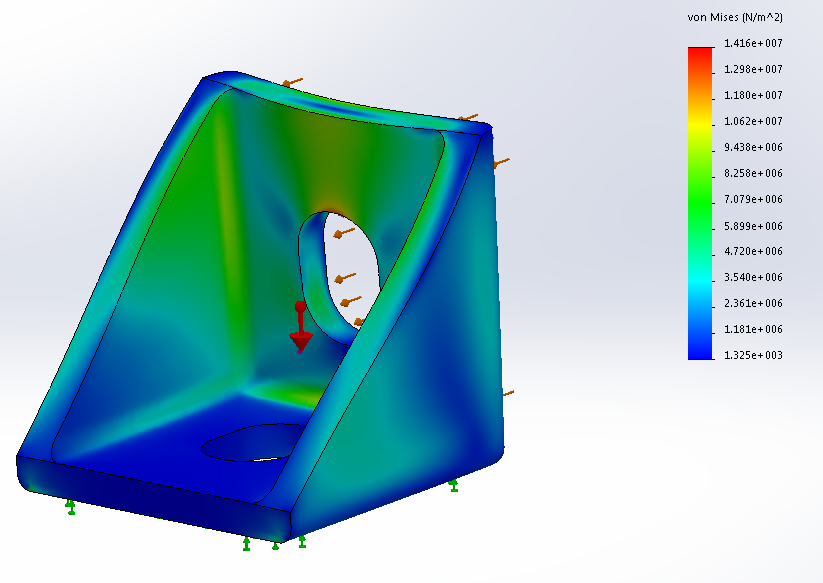 von Mises (N/m^2)
1.416e+007
1.298e+007
1.180e+007
1.062e+007
9.438e+006
8.258e+006
7.079e+006
5.899e+006
4.720e+006
3.540e+006
2.361e+006
1.181e+006
1.325e+003